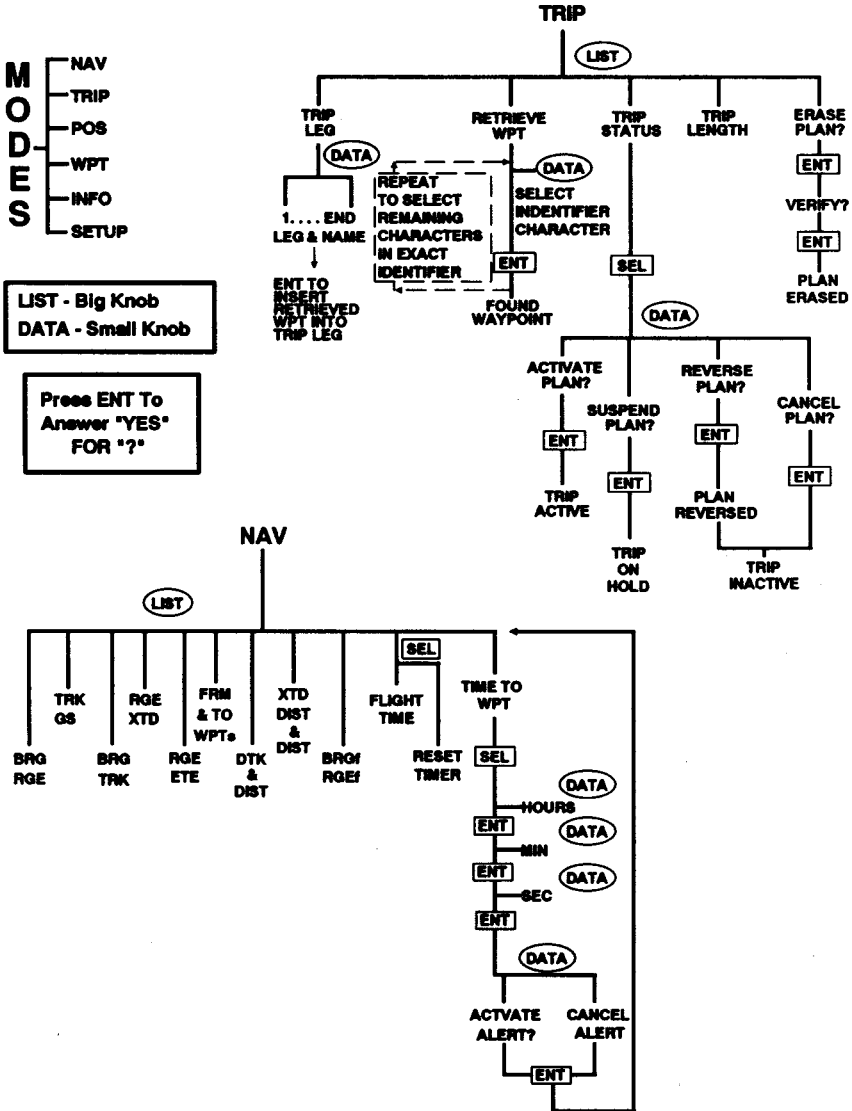 TRIP
LIST
MODES
NAV
TRIP
POS
WPT
INFO
SETUP
LIST - Big Knob
DATA - Small Knob
Press ENT To
Answer "YES"
FOR "?"
TRIP
LEG
DATA
1. . . . END
LEG & NAME
ENT TO
INSERT
RETRIEVED
WPT INTO
TRIP LEG
RETRIEVE
WPT
DATA
SELECT
INDENTIFIER
CHARACTER
REPEAT
TO SELECT
REMAINING
CHARACTERS
IN EXACT
IDENTIFIER
ENT
FOUND
WAYPOINT
TRIP
STATUS
SEL
DATA
ACTIVATE
PLAN?
ENT
TRIP
ACTIVE
SUSPEND
PLAN?
ENT
TRIP
ON
HOLD
REVERSE
PLAN?
ENT
PLAN
REVERSED
CANCEL
PLAN?
ENT
TRIP
INACTIVE
TRIP
LENGTH
ERASE
PLAN?
ENT
VERIFY?
ENT
PLAN
ERASED
NAV
LIST
BRG
RGE
TRK
GS
BRG
TRK
RGE
XTD
RGE
ETE
FRM
& TO
WPTs
DTK
&
DIST
XTD
DIST
&
DIST
BRGf
RGEf
FLIGHT
TIME
SEL
RESET
TIMER
TIME TO
WPT
SEL
DATA
HOURS
ENT
DATA
MIN
ENT
DATA
SEC
ENT
DATA
ACTVATE
ALERT?
CANCEL
ALERT
ENT